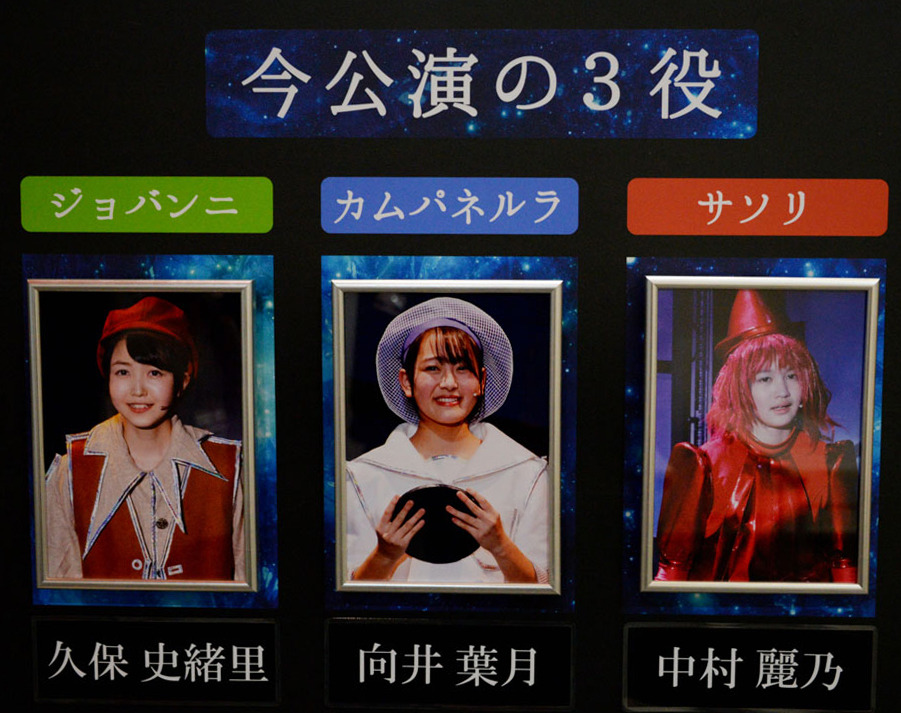 今公演の3役
ジョバンニ
カムパネルラ
サソリ
久保 史緒里
向井 葉月
中村 麗乃